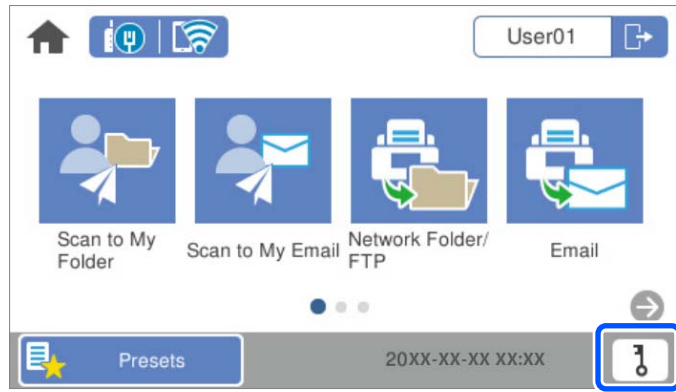 User01
Scan to My
Folder
Scan to My Email
Network Folder/
FTP
Email
Presets
20XX-XX-XX XX:XX